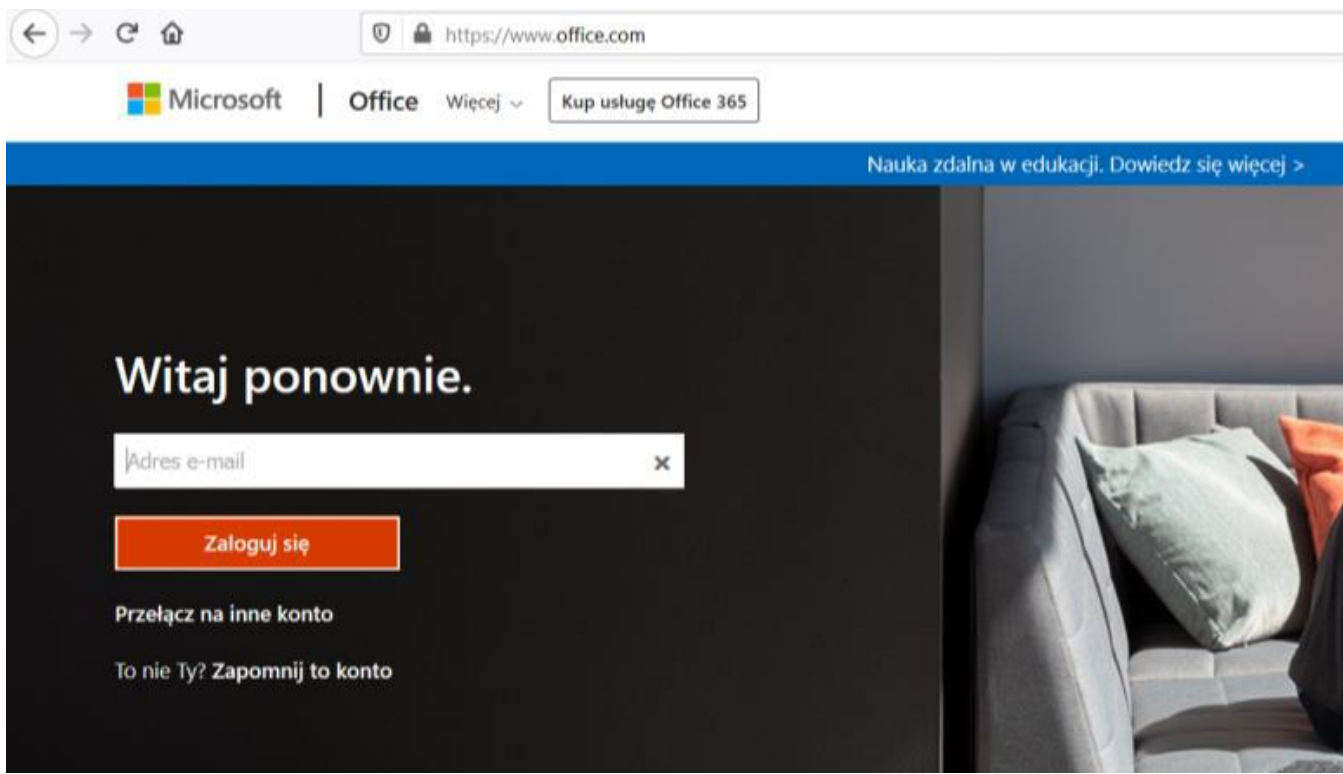 https://www.office.com
Microsoft | Office Więcej Kup usługę Office 365
Nauka zdalna w edukacji. Dowiedz się więcej >
Witaj ponownie.
Adres e-mail
Zaloguj się
Przełącz na inne konto
To nie Ty? Zapomnij to konto